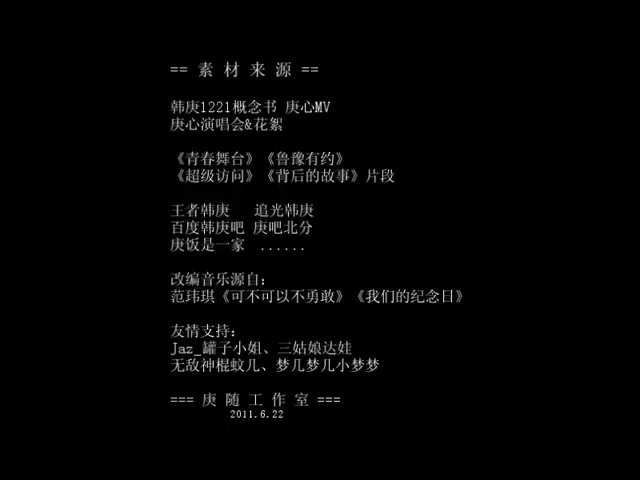 == 素 材 来 源 ==
韩庚1221概念书 庚心MV
庚心演唱会&花絮
《青春舞台》《鲁豫有约》
《超级访问》《背后的故事》片段
王者韩庚 追光韩庚
百度韩庚吧 庚吧北分
庚饭是一家 ......
改编音乐源自：
范玮琪《可不可以不勇敢》《我们的纪念日》
友情支持：
Jaz_罐子小姐、三姑娘达娃
无敌神棍蚊几、梦几梦几小梦梦
=== 庚 随 工 作 室 ===
2011.6.22